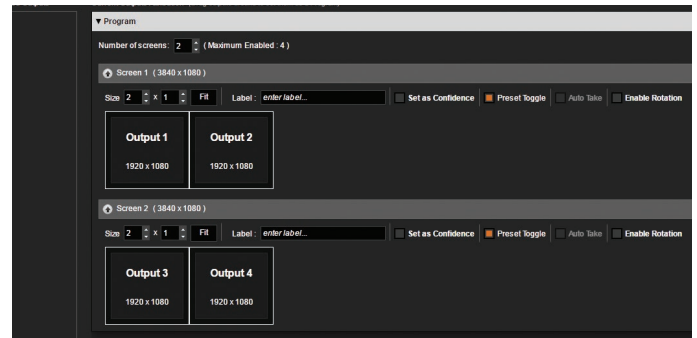 ▼ Program
Number of screens: 2 ( Maximum Enabled : 4 )
Screen 1 ( 3840 x 1080 )
Size 2 x 1 Fit Label : enter label... Set as Confidence Preset Toggle Auto Take Enable Rotation
Output 1 Output 2
1920 x 1080 1920 x 1080
Screen 2 ( 3840 x 1080 )
Size 2 x 1 Fit Label : enter label... Set as Confidence Preset Toggle Auto Take Enable Rotation
Output 3 Output 4
1920 x 1080 1920 x 1080